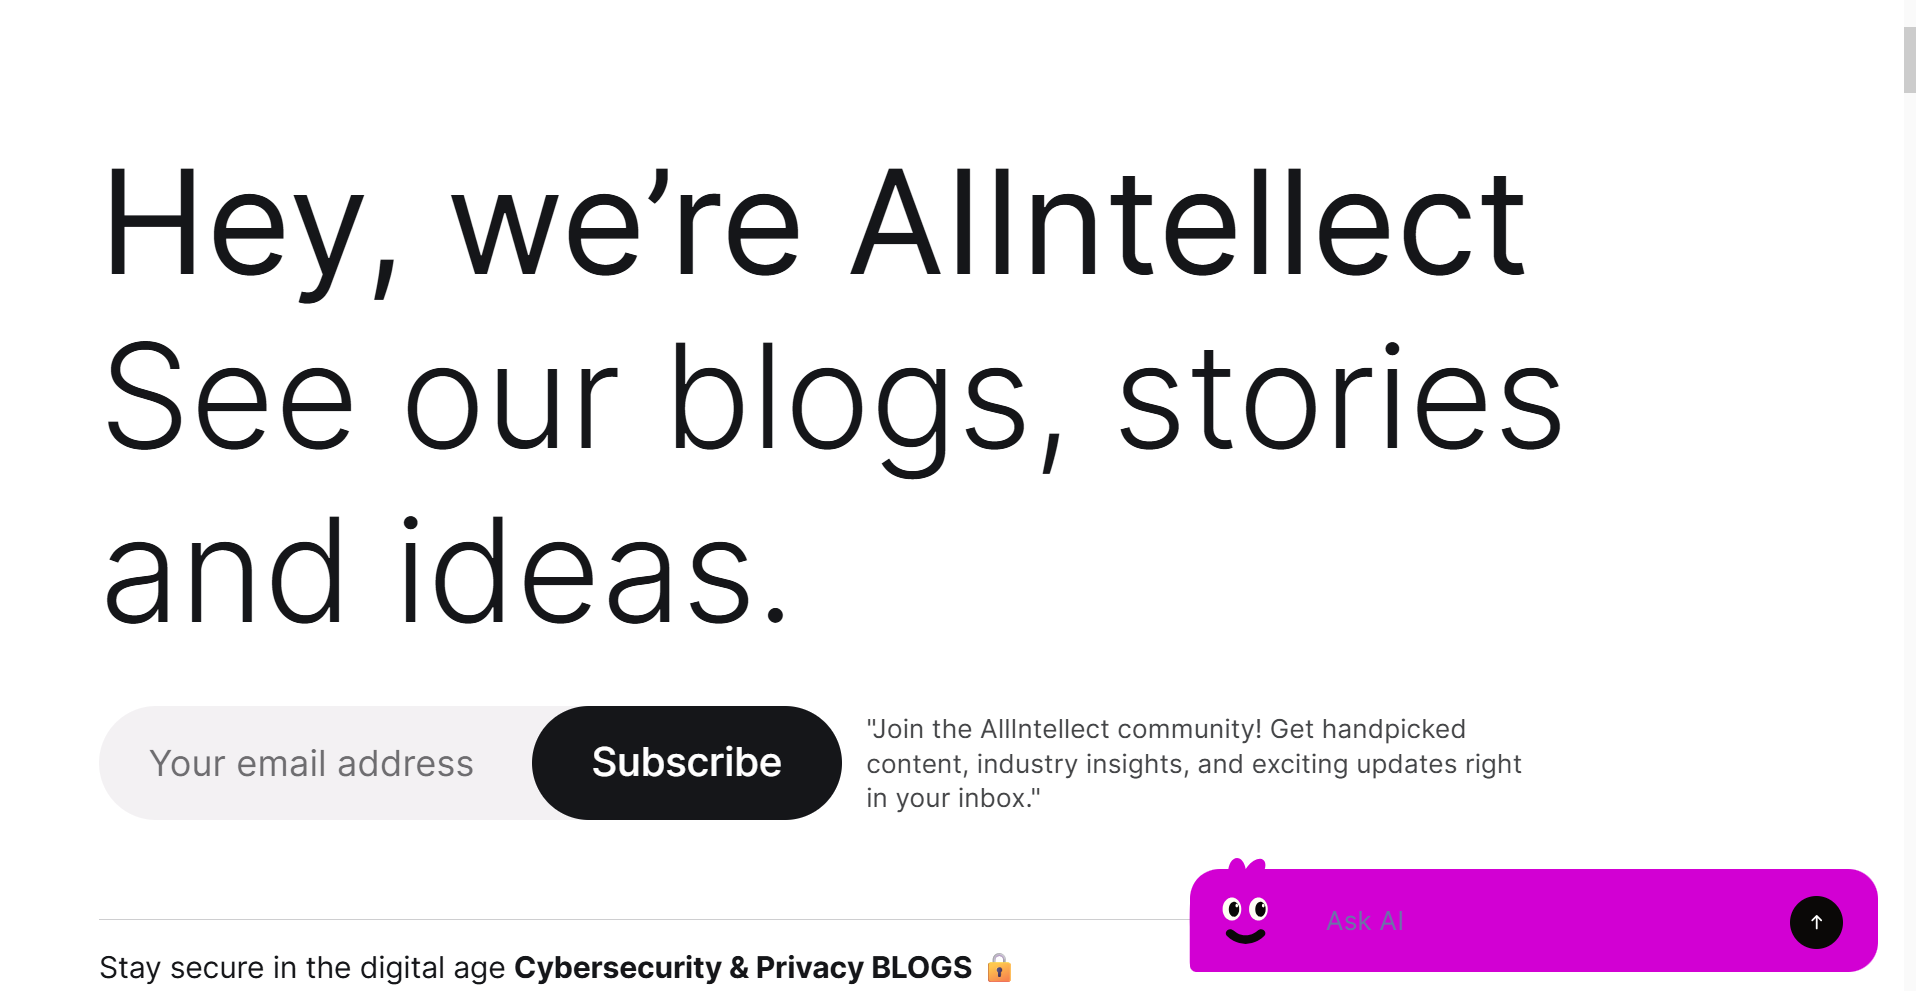 Hey, we’re AIIntellect
See our blogs, stories
and ideas.
Your email address
Subscribe
"Join the AIIntellect community! Get handpicked
content, industry insights, and exciting updates right
in your inbox."
Ask AI
Stay secure in the digital age Cybersecurity & Privacy BLOGS 🔒